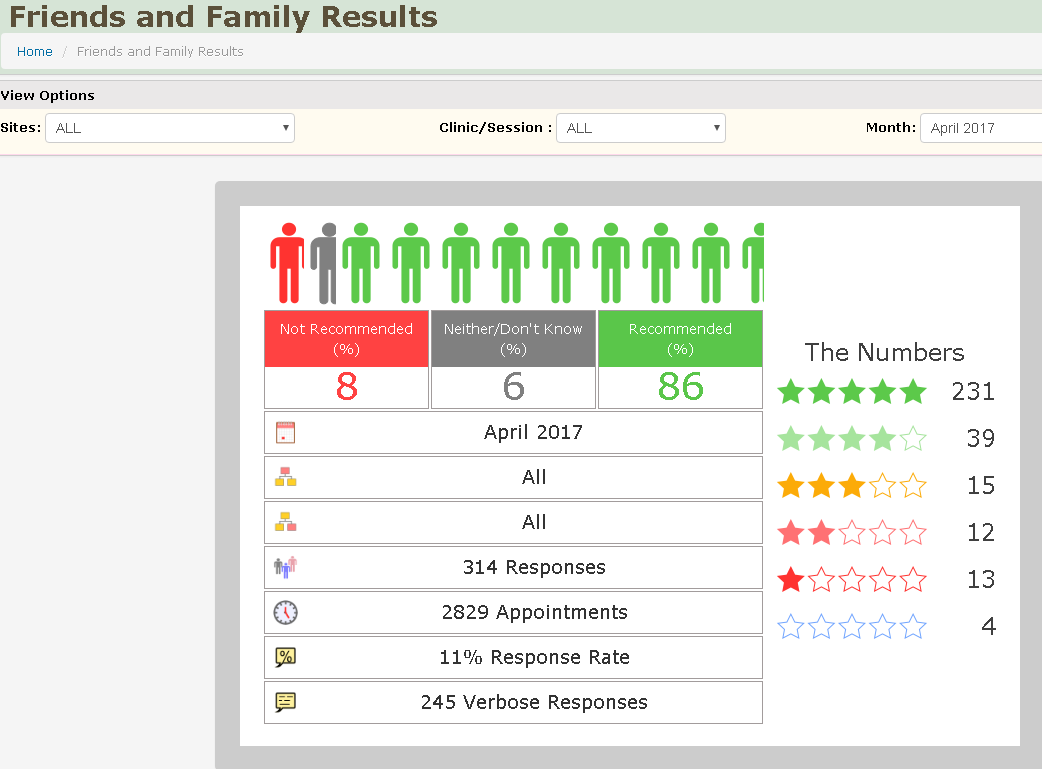 Friends and Family Results
Home / Friends and Family Results
View Options
Sites: ALL Clinic/Session : ALL Month: April 2017
Not Recommended (%)
8
Neither/Don't Know (%)
6
Recommended (%)
86
April 2017
All
All
314 Responses
2829 Appointments
% 11% Response Rate
245 Verbose Responses
The Numbers
231
39
15
12
13
4